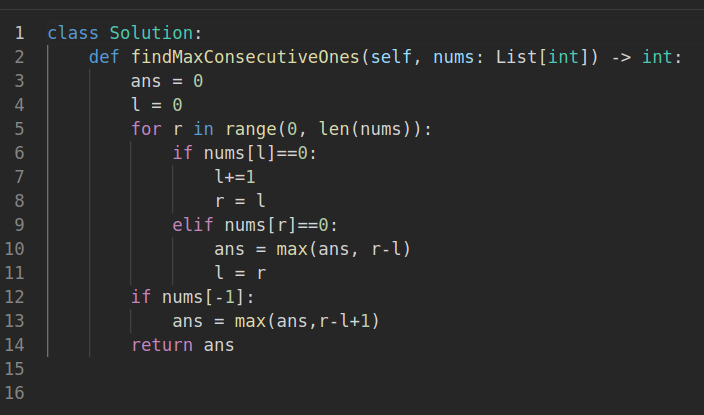 1 class Solution:
2     def findMaxConsecutiveOnes(self, nums: List[int]) -> int:
3         ans = 0
4         l = 0
5         for r in range(0, len(nums)):
6             if nums[l]==0:
7                 l+=1
8                 r = l
9             elif nums[r]==0:
10                 ans = max(ans, r-l)
11                 l = r
12         if nums[-1]:
13             ans = max(ans,r-l+1)
14         return ans
15
16